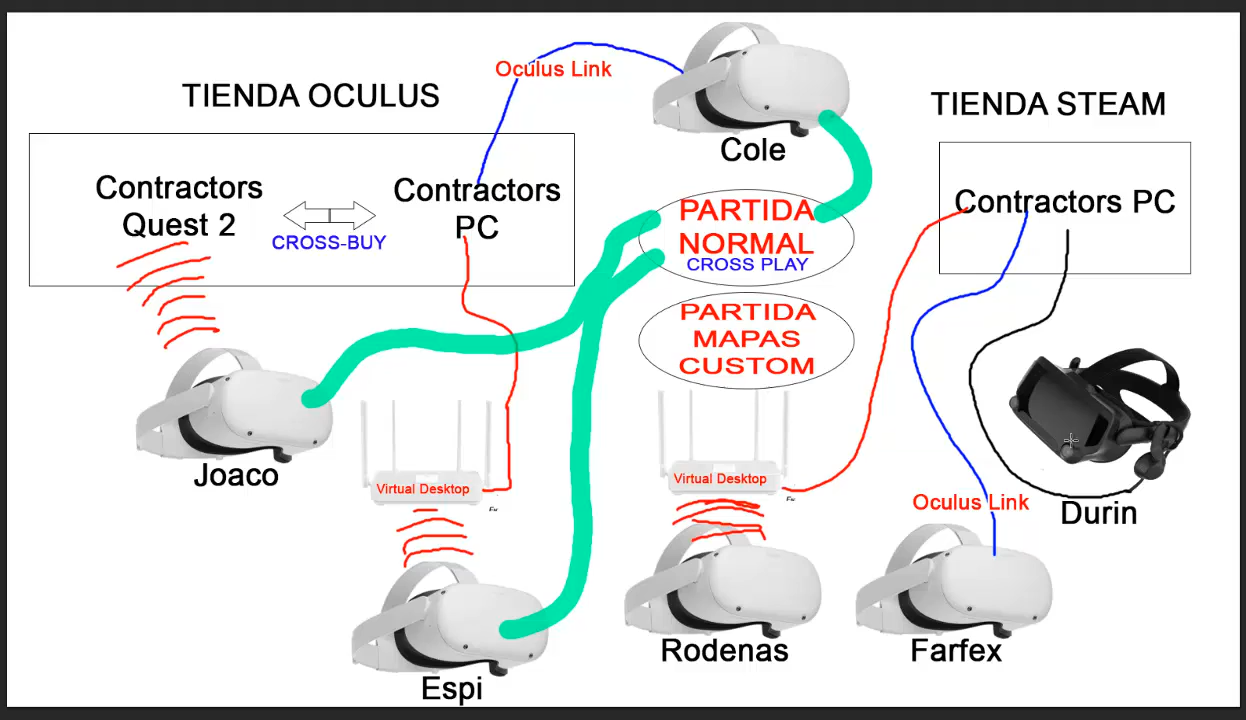 Oculus Link
TIENDA OCULUS
TIENDA STEAM
Cole
Contractors
Quest 2
CROSS-BUY
Contractors
PC
PARTIDA
NORMAL
CROSS PLAY
Contractors PC
PARTIDA
MAPAS
CUSTOM
Joaco
Virtual Desktop
Virtual Desktop
Oculus Link
Durin
Espi
Rodenas
Farfex